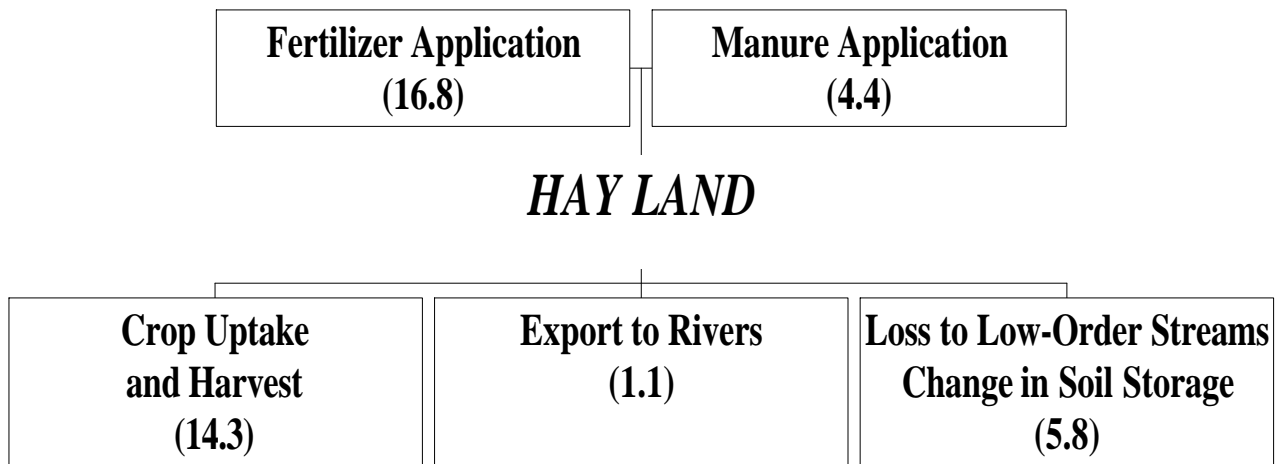 Fertilizer Application
(16.8)
Manure Application
(4.4)
HAY LAND
Crop Uptake
and Harvest
(14.3)
Export to Rivers
(1.1)
Loss to Low-Order Streams
Change in Soil Storage
(5.8)